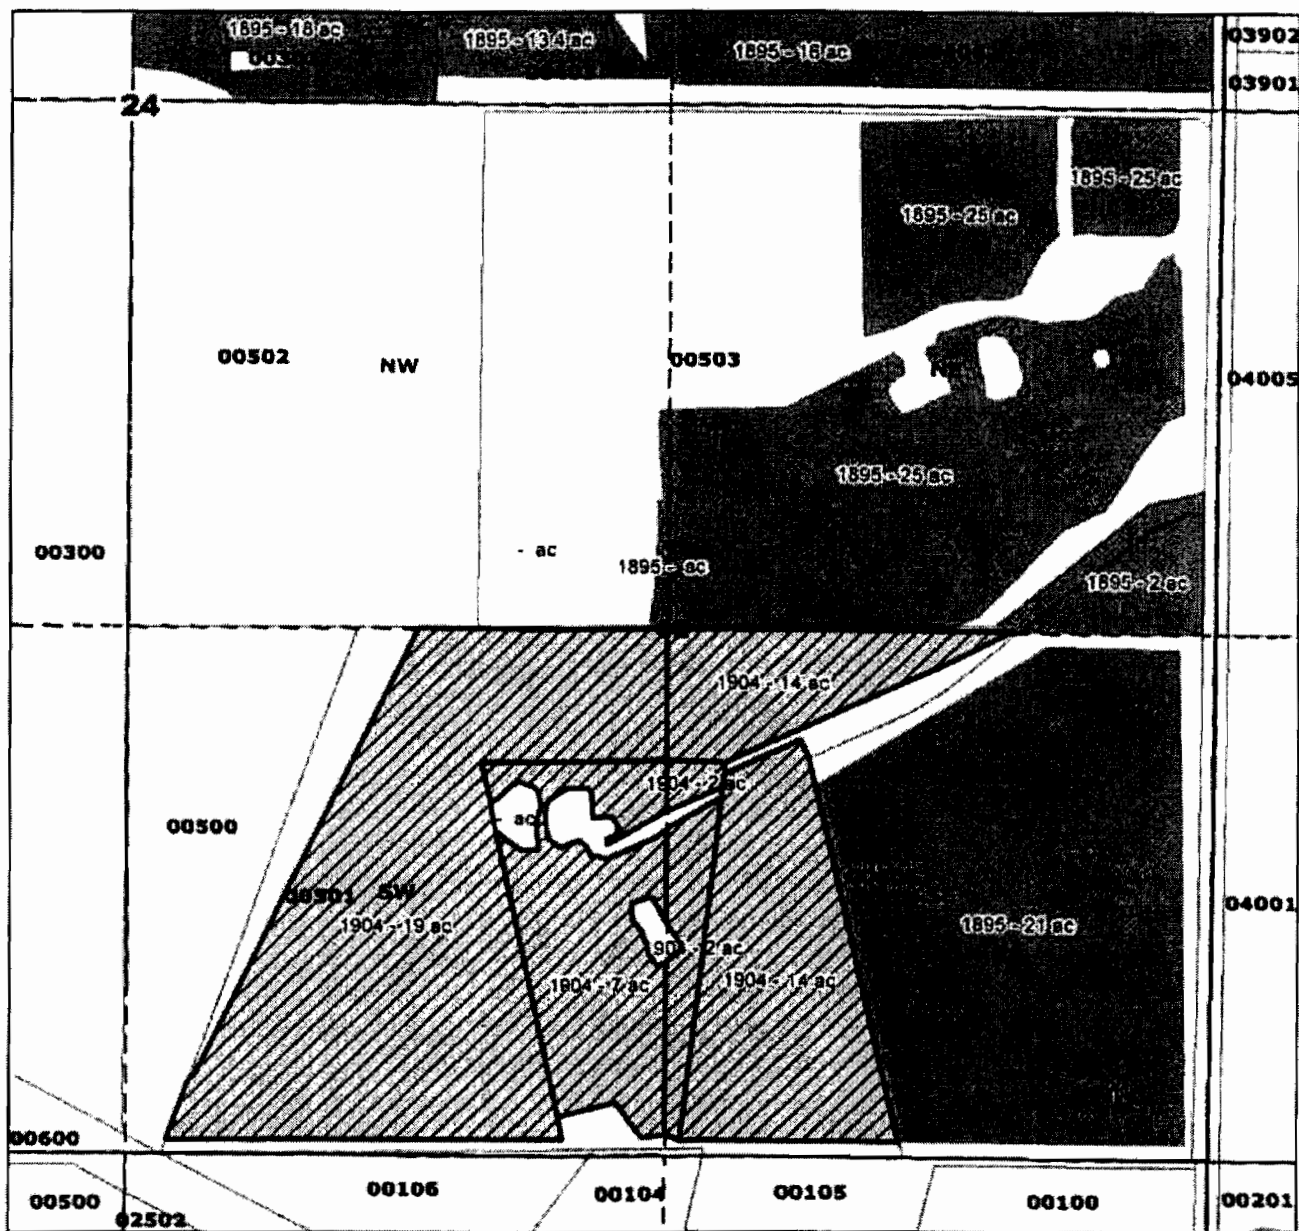 1895 - 18 ac
1895 - 13.4 ac
1895 - 16 ac
03902
03901
24
1895 - 25 ac
1895 - 25 ac
00502
NW
00503
04005
1895 - 25 ac
00300
- ac
1895 - ac
1895 - 2 ac
1904 - 14 ac
1904 - 2 ac
00500
- ac
00501
SW
1904 - 19 ac
04001
1895 - 21 ac
2 ac
1904 - 7 ac
1904 - 14 ac
00600
00500
02502
00106
00104
00105
00100
00201